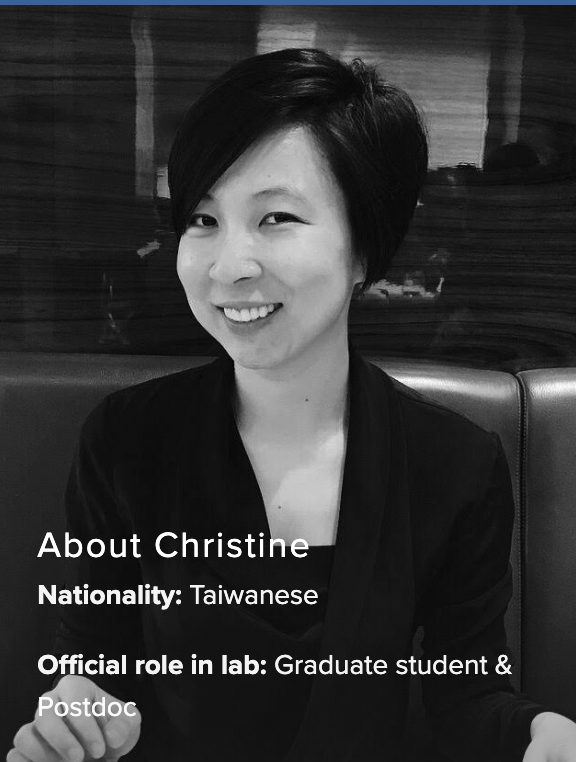 About Christine
Nationality: Taiwanese
Official role in lab: Graduate student &
Postdoc